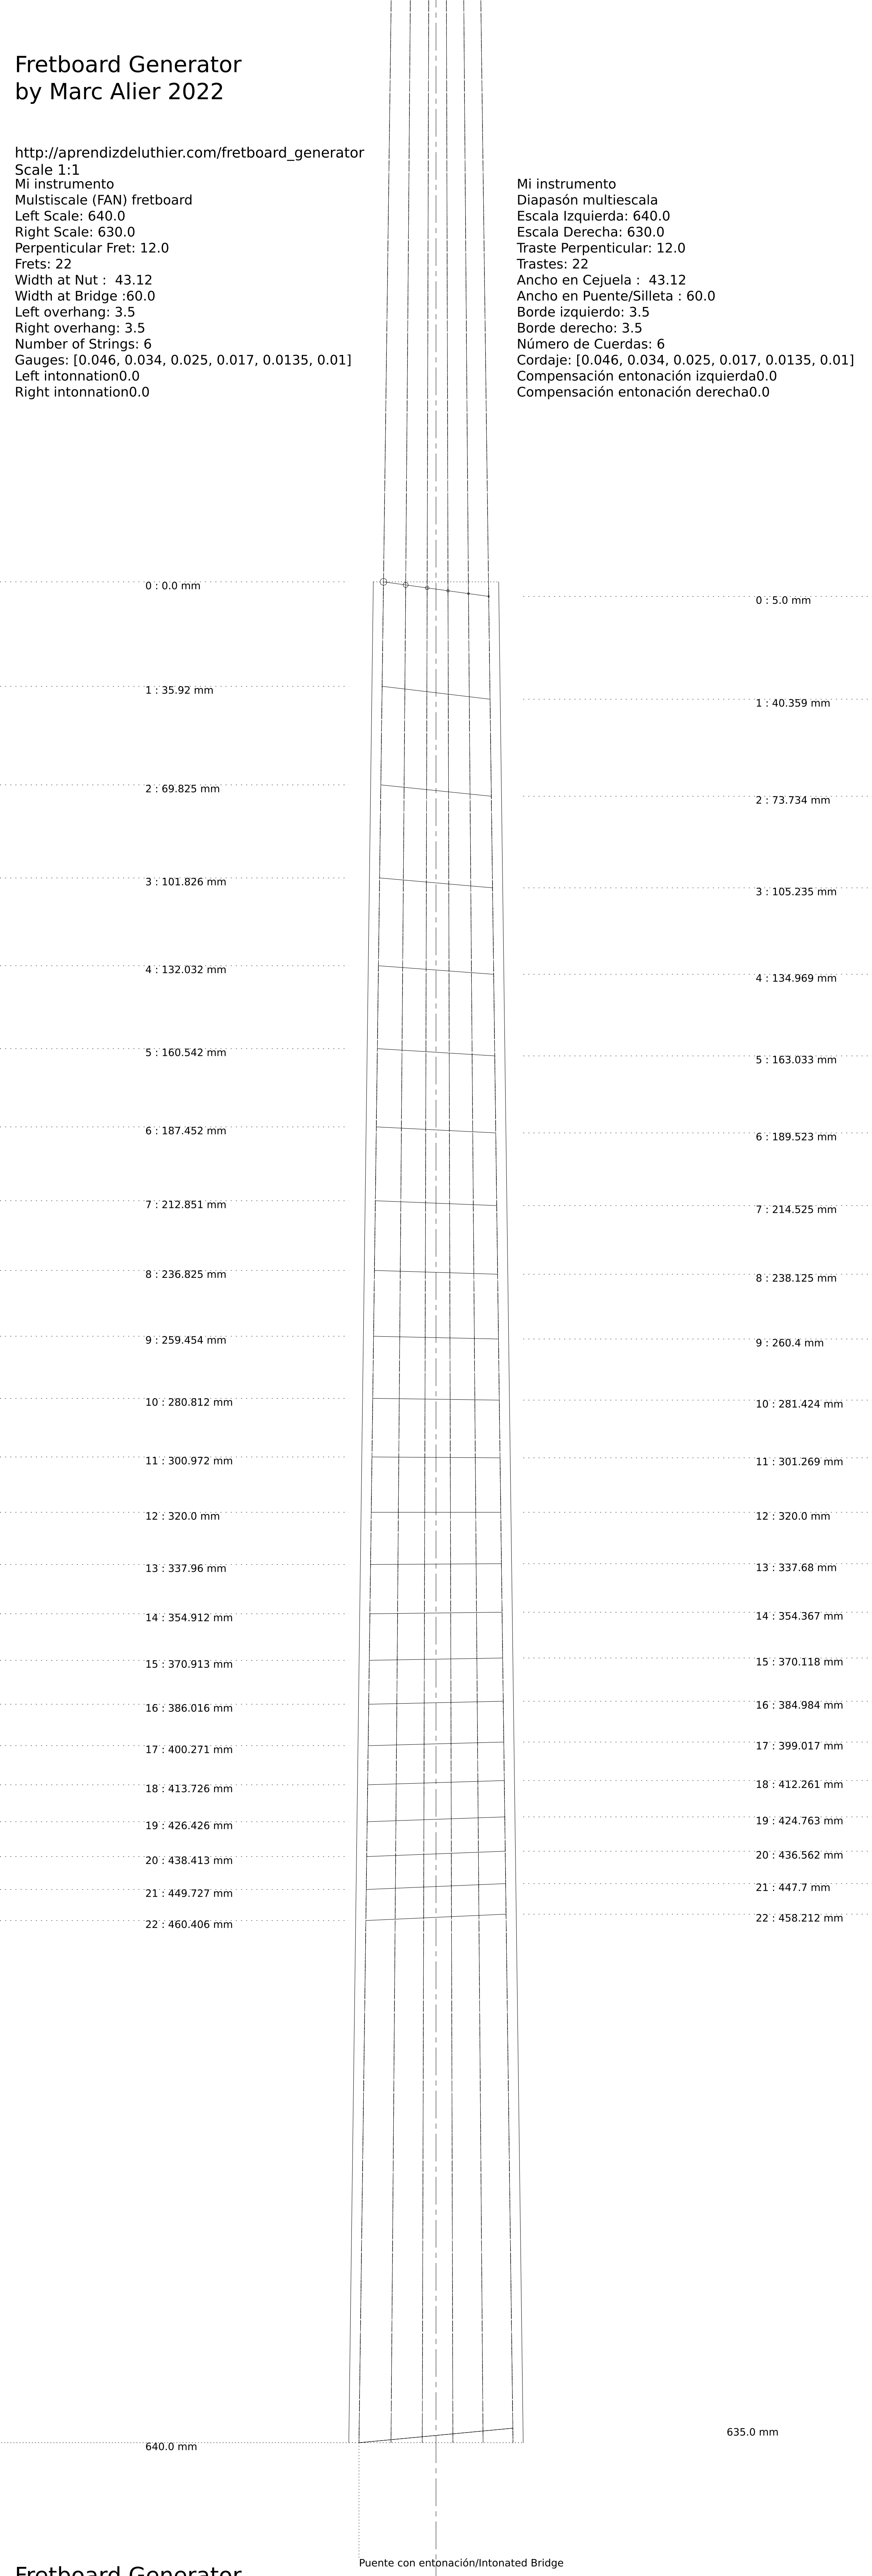 Fretboard Generator
by Marc Alier 2022
http://aprendizdeluthier.com/fretboard_generator
Scale 1:1
Mi instrumento
Mulstiscale (FAN) fretboard
Left Scale: 640.0
Right Scale: 630.0
Perpenticular Fret: 12.0
Frets: 22
Width at Nut :  43.12
Width at Bridge :60.0
Left overhang: 3.5
Right overhang: 3.5
Number of Strings: 6
Gauges: [0.046, 0.034, 0.025, 0.017, 0.0135, 0.01]
Left intonnation0.0
Right intonnation0.0
Mi instrumento
Diapasón multiescala
Escala Izquierda: 640.0
Escala Derecha: 630.0
Traste Perpenticular: 12.0
Trastes: 22
Ancho en Cejuela :  43.12
Ancho en Puente/Silleta : 60.0
Borde izquierdo: 3.5
Borde derecho: 3.5
Número de Cuerdas: 6
Cordaje: [0.046, 0.034, 0.025, 0.017, 0.0135, 0.01]
Compensación entonación izquierda0.0
Compensación entonación derecha0.0
0 : 0.0 mm
0 : 5.0 mm
1 : 35.92 mm
1 : 40.359 mm
2 : 69.825 mm
2 : 73.734 mm
3 : 101.826 mm
3 : 105.235 mm
4 : 132.032 mm
4 : 134.969 mm
5 : 160.542 mm
5 : 163.033 mm
6 : 187.452 mm
6 : 189.523 mm
7 : 212.851 mm
7 : 214.525 mm
8 : 236.825 mm
8 : 238.125 mm
9 : 259.454 mm
9 : 260.4 mm
10 : 280.812 mm
10 : 281.424 mm
11 : 300.972 mm
11 : 301.269 mm
12 : 320.0 mm
12 : 320.0 mm
13 : 337.96 mm
13 : 337.68 mm
14 : 354.912 mm
14 : 354.367 mm
15 : 370.913 mm
15 : 370.118 mm
16 : 386.016 mm
16 : 384.984 mm
17 : 400.271 mm
17 : 399.017 mm
18 : 413.726 mm
18 : 412.261 mm
19 : 426.426 mm
19 : 424.763 mm
20 : 438.413 mm
20 : 436.562 mm
21 : 449.727 mm
21 : 447.7 mm
22 : 460.406 mm
22 : 458.212 mm
635.0 mm
640.0 mm
Puente con entonación/Intonated Bridge
Fretboard Generator